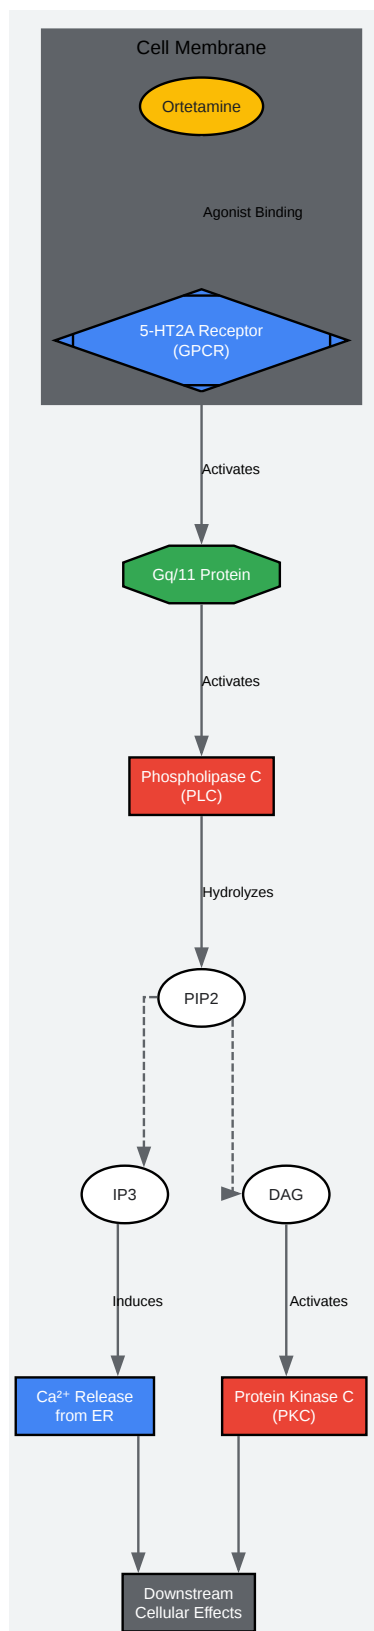 Cell Membrane
Ortetamine
Agonist Binding
5-HT2A Receptor
(GPCR)
Activates
Gq/11 Protein
Activates
Phospholipase C
(PLC)
Hydrolyzes
PIP2
IP3
DAG
Induces
Activates
Ca²⁺ Release
from ER
Protein Kinase C
(PKC)
Downstream
Cellular Effects